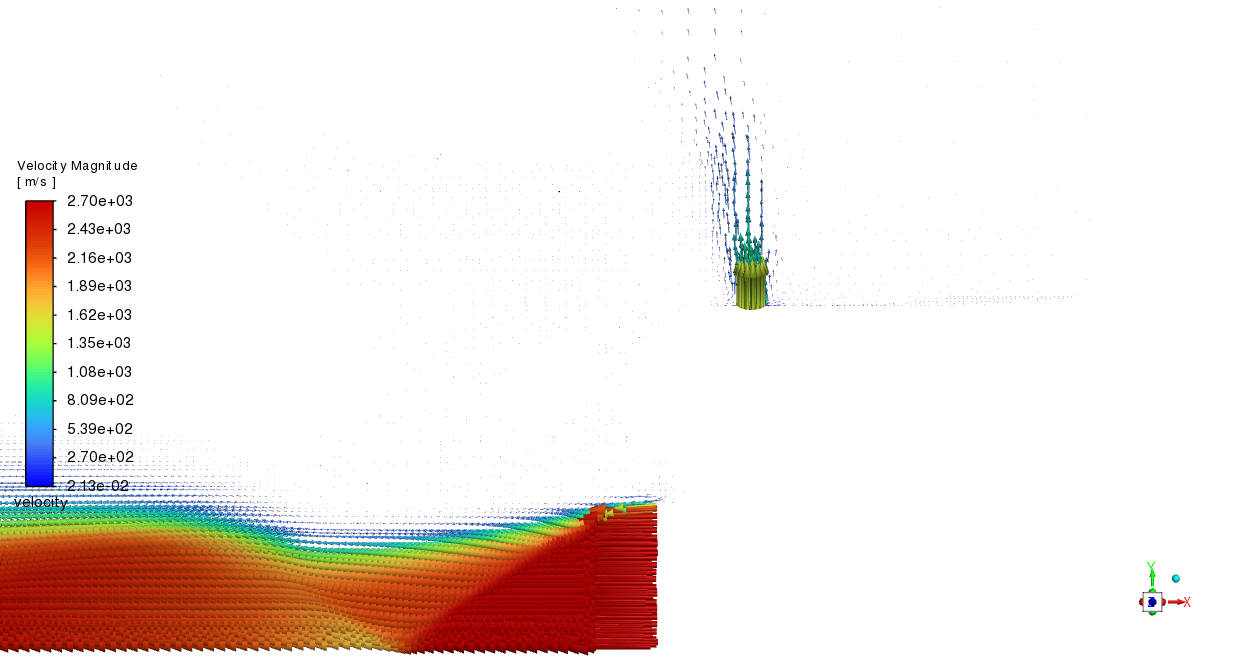 Velocity Magnitude
[ m/s ]
2.70e+03
2.43e+03
2.16e+03
1.89e+03
1.62e+03
1.35e+03
1.08e+03
8.09e+02
5.39e+02
2.70e+02
2.13e-02
velocity
Y
Z
X